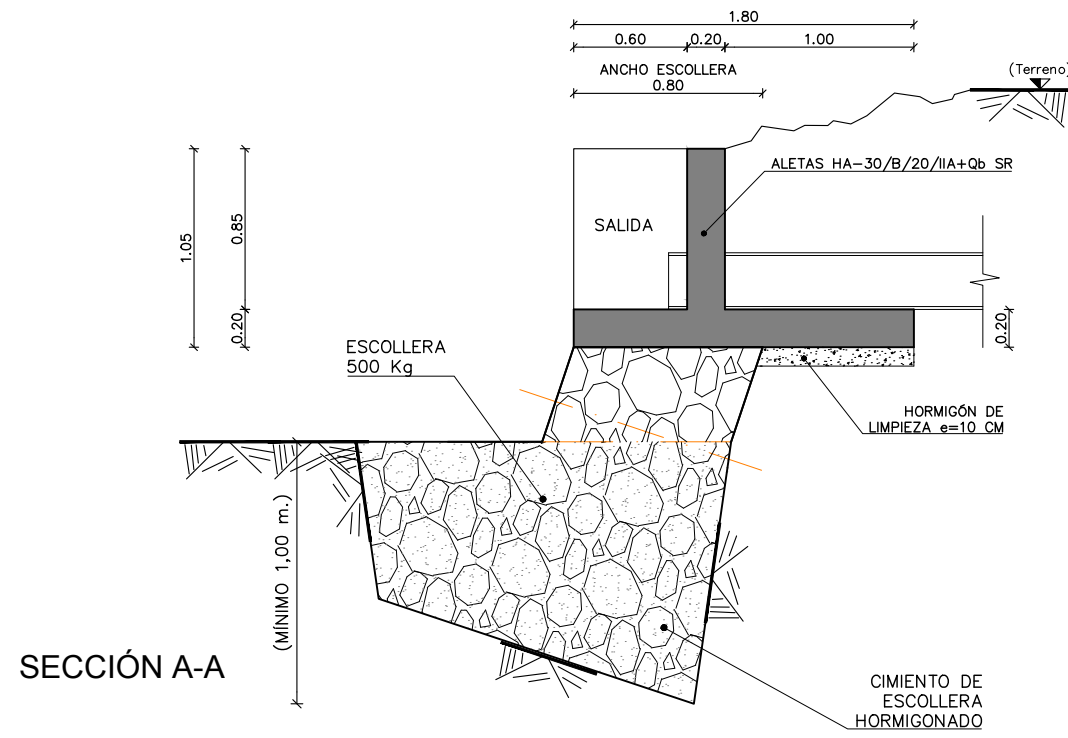 1.80
0.60
0.20
1.00
ANCHO ESCOLLERA
0.80
(Terreno)
ALETAS HA-30/B/20/IIA+Qb SR
SALIDA
1.05
0.85
0.20
0.20
ESCOLLERA
500 Kg
HORMIGÓN DE
LIMPIEZA e=10 CM
(MÍNIMO 1,00 m.)
SECCIÓN A-A
CIMIENTO DE
ESCOLLERA
HORMIGONADO